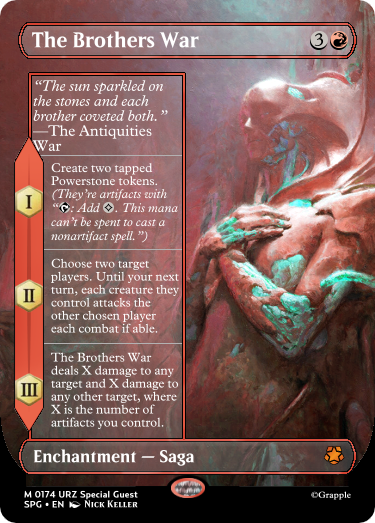 The Brothers War
3
“The sun sparkled on
the stones and each
brother coveted both.”
—The Antiquities
War
I
Create two tapped
Powerstone tokens.
(They’re artifacts with
“: Add . This mana
can’t be spent to cast a
nonartifact spell.”)
II
Choose two target
players. Until your next
turn, each creature they
control attacks the
other chosen player
each combat if able.
III
The Brothers War
deals X damage to any
target and X damage to
any other target, where
X is the number of
artifacts you control.
Enchantment — Saga
M 0174 URZ Special Guest
SPG • EN NICK KELLER
©Grapple